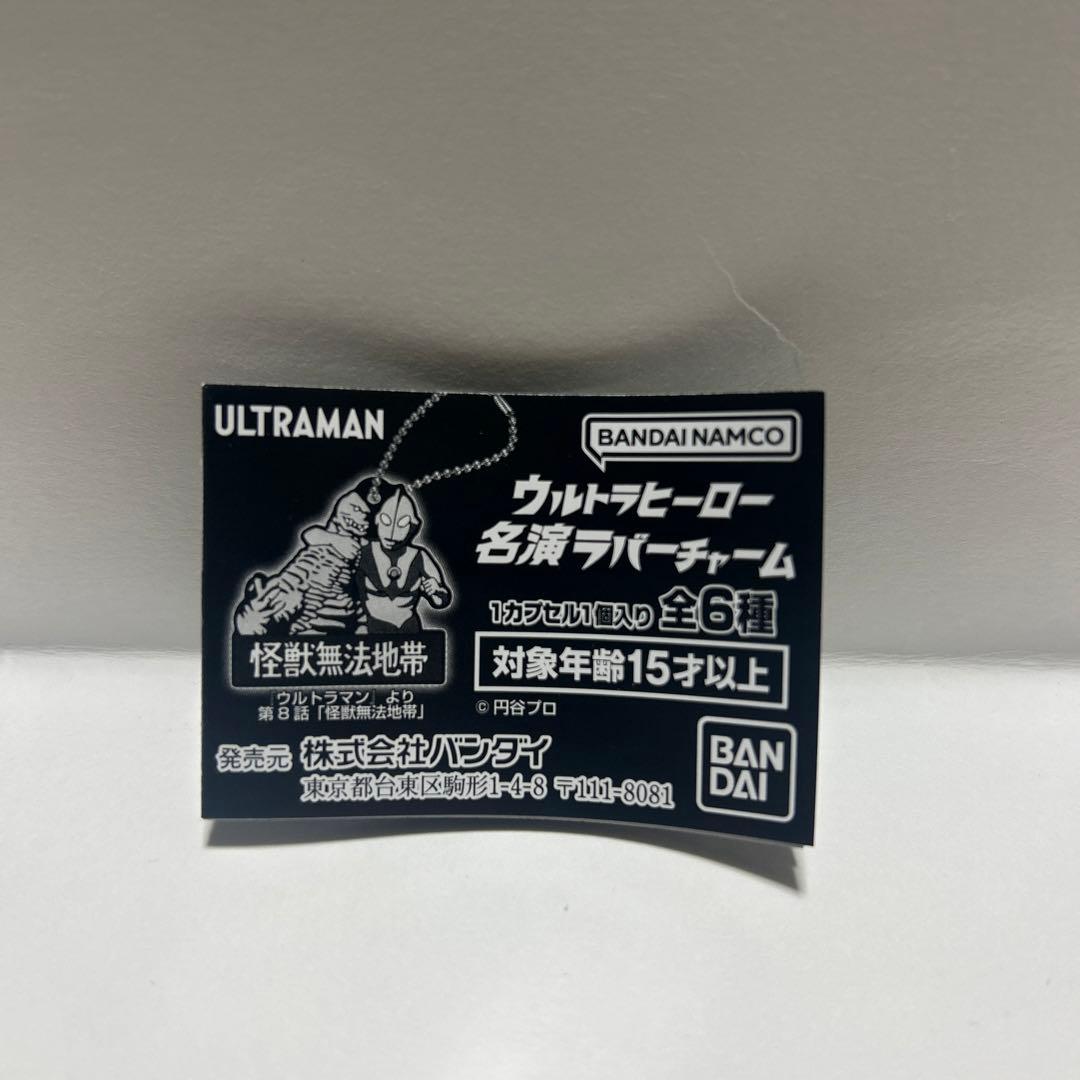 ULTRAMAN
BANDAI NAMCO
ウルトラヒーロー
名演ラバーチャーム
1カプセル1個入り 全6種
対象年齢15才以上
怪獣無法地帯
『ウルトラマン』より
第8話「怪獣無法地帯」
©円谷プロ
発売元 株式会社バンダイ
東京都台東区駒形1-4-8 〒111-8081
BAN
DAI